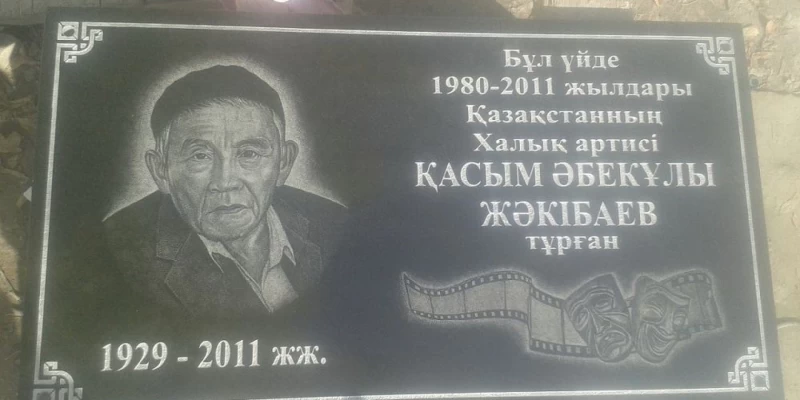 Бұл үйде
1980-2011 жылдары
Қазақстанның
Халық артисі
ҚАСЫМ ӘБЕКҰЛЫ
ЖӘКІБАЕВ
тұрған
1929 - 2011 жж.